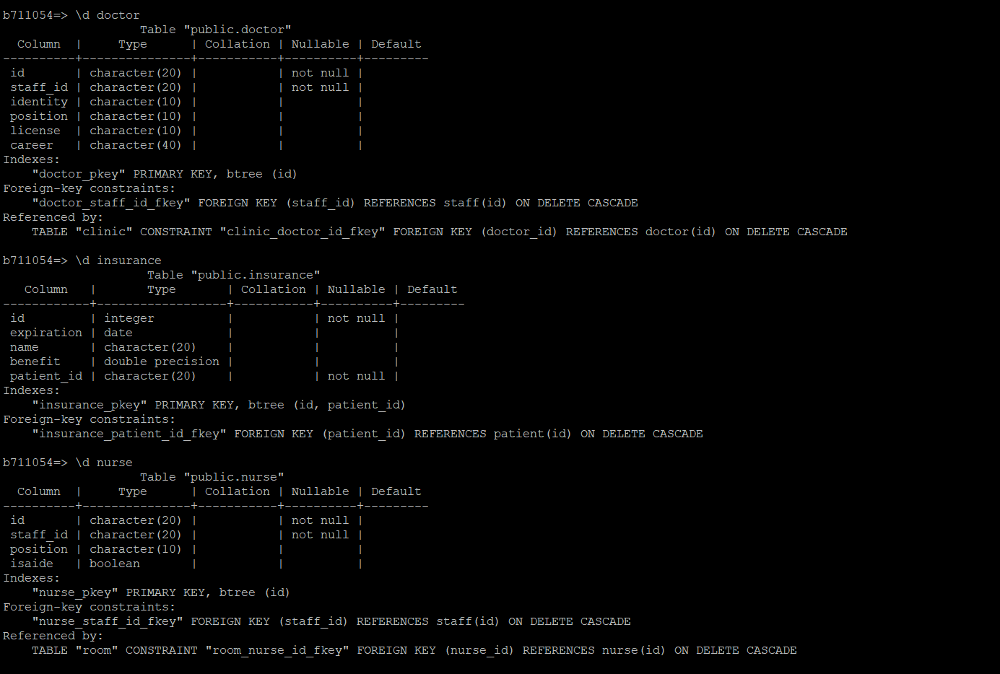 b711054=> \d doctor
                   Table "public.doctor"
  Column  |     Type      | Collation | Nullable | Default
----------+---------------+-----------+----------+---------
 id       | character(20) |           | not null |
 staff_id | character(20) |           | not null |
 identity | character(10) |           |          |
 position | character(10) |           |          |
 license  | character(10) |           |          |
 career   | character(40) |           |          |
Indexes:
    "doctor_pkey" PRIMARY KEY, btree (id)
Foreign-key constraints:
    "doctor_staff_id_fkey" FOREIGN KEY (staff_id) REFERENCES staff(id) ON DELETE CASCADE
Referenced by:
    TABLE "clinic" CONSTRAINT "clinic_doctor_id_fkey" FOREIGN KEY (doctor_id) REFERENCES doctor(id) ON DELETE CASCADE

b711054=> \d insurance
                    Table "public.insurance"
   Column   |       Type       | Collation | Nullable | Default
------------+------------------+-----------+----------+---------
 id         | integer          |           | not null |
 expiration | date             |           |          |
 name       | character(20)    |           |          |
 benefit    | double precision |           |          |
 patient_id | character(20)    |           | not null |
Indexes:
    "insurance_pkey" PRIMARY KEY, btree (id, patient_id)
Foreign-key constraints:
    "insurance_patient_id_fkey" FOREIGN KEY (patient_id) REFERENCES patient(id) ON DELETE CASCADE

b711054=> \d nurse
                   Table "public.nurse"
  Column  |     Type      | Collation | Nullable | Default
----------+---------------+-----------+----------+---------
 id       | character(20) |           | not null |
 staff_id | character(20) |           | not null |
 position | character(10) |           |          |
 isaide   | boolean       |           |          |
Indexes:
    "nurse_pkey" PRIMARY KEY, btree (id)
Foreign-key constraints:
    "nurse_staff_id_fkey" FOREIGN KEY (staff_id) REFERENCES staff(id) ON DELETE CASCADE
Referenced by:
    TABLE "room" CONSTRAINT "room_nurse_id_fkey" FOREIGN KEY (nurse_id) REFERENCES nurse(id) ON DELETE CASCADE